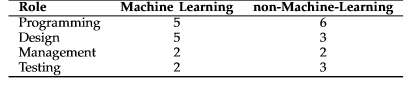 Role Machine Learning non-Machine-Learning
Programming 5 6
Design 5 3
Management 2 2
Testing 2 3